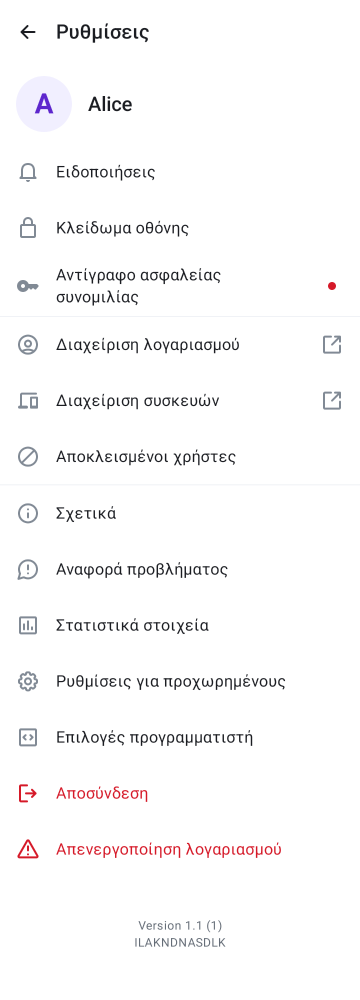 Ρυθμίσεις
A
Alice
Ειδοποιήσεις
Κλείδωμα οθόνης
Αντίγραφο ασφαλείας
συνομιλίας
Διαχείριση λογαριασμού
Διαχείριση συσκευών
Αποκλεισμένοι χρήστες
Σχετικά
Αναφορά προβλήματος
Στατιστικά στοιχεία
Ρυθμίσεις για προχωρημένους
Επιλογές προγραμματιστή
Αποσύνδεση
Απενεργοποίηση λογαριασμού
Version 1.1 (1)
ILAKNDNASDLK